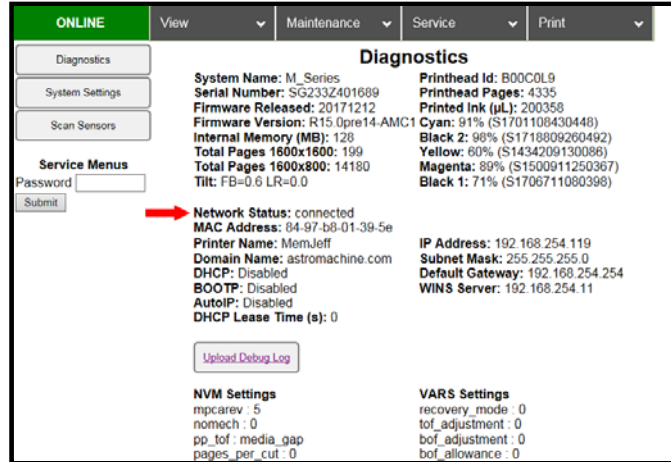 ONLINE View Maintenance Service Print
Diagnostics
System Settings
Scan Sensors
Service Menus
Password
Submit
Diagnostics
System Name: M_Series
Serial Number: SG233Z401689
Firmware Released: 20171212
Firmware Version: R15.0pre14-AMC1
Internal Memory (MB): 128
Total Pages 1600x1600: 199
Total Pages 1600x800: 14180
Tilt: FB=0.6 LR=0.0
Printhead Id: B00C0L9
Printhead Pages: 4335
Printed Ink (µL): 200358
Cyan: 91% (S1701108430448)
Black 2: 98% (S1718809260492)
Yellow: 60% (S1434209130086)
Magenta: 89% (S1500911250367)
Black 1: 71% (S1706711080398)
Network Status: connected
MAC Address: 84-97-b8-01-39-5e
Printer Name: MemJeff
Domain Name: astromachine.com
DHCP: Disabled
BOOTP: Disabled
AutoIP: Disabled
DHCP Lease Time (s): 0
IP Address: 192.168.254.119
Subnet Mask: 255.255.255.0
Default Gateway: 192.168.254.254
WINS Server: 192.168.254.11
Upload Debug Log
NVM Settings
mpcarev : 5
nomech : 0
pp_tof : media_gap
pages_per_cut : 0
VARS Settings
recovery_mode : 0
tof_adjustment : 0
bof_adjustment : 0
bof_allowance : 0